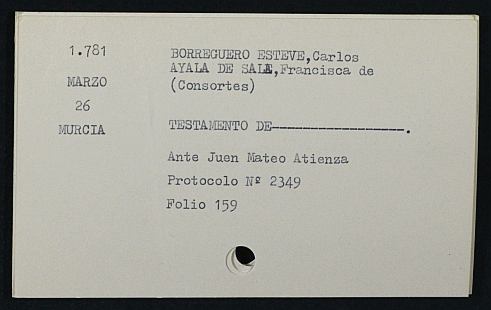 1.781
MARZO
26
MURCIA
BORREGUERO ESTEVE,Carlos
AYALA DE SALA,Francisca de
(Consortes)
TESTAMENTO DE-----------------.
Ante Juen Mateo Atienza
Protocolo Nº 2349
Folio 159